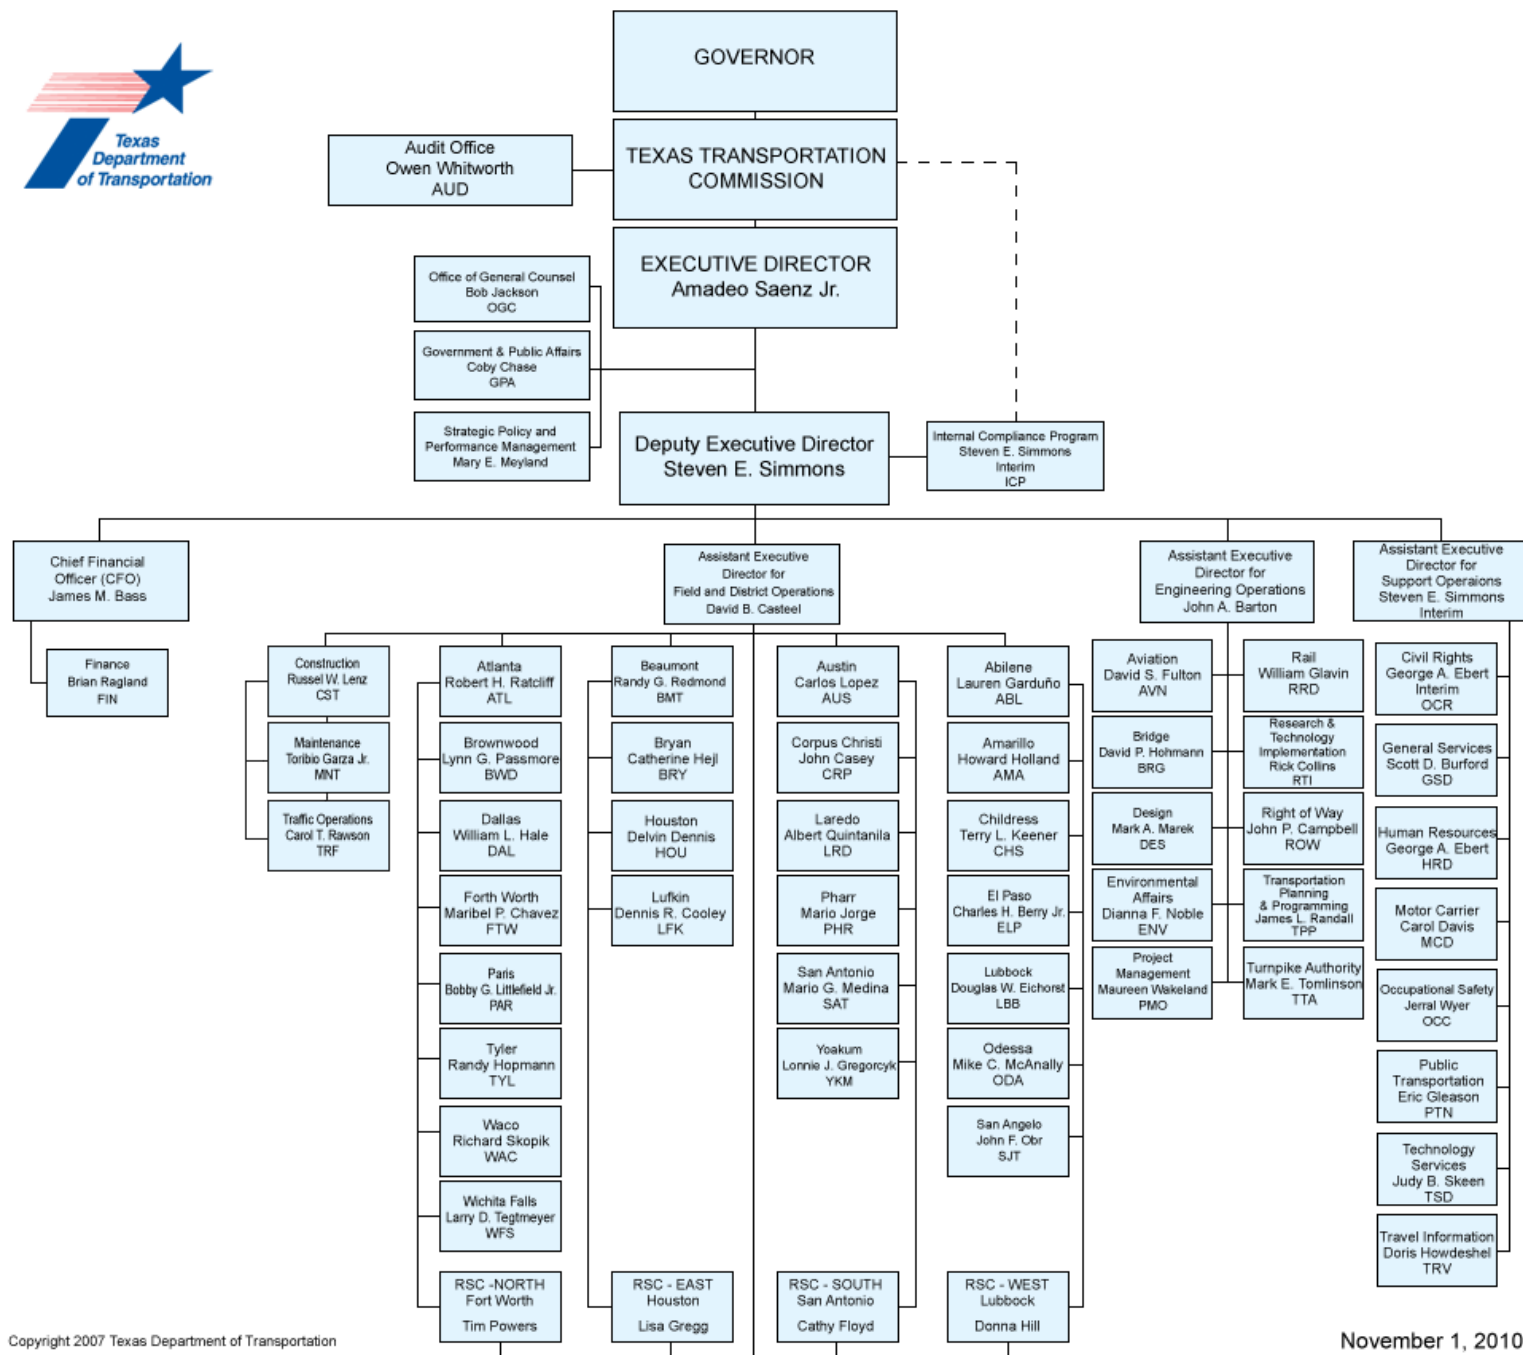 Texas
Department
of Transportation
GOVERNOR
TEXAS TRANSPORTATION
COMMISSION
Audit Office
Owen Whitworth
AUD
EXECUTIVE DIRECTOR
Amadeo Saenz Jr.
Office of General Counsel
Bob Jackson
OGC
Government & Public Affairs
Coby Chase
GPA
Strategic Policy and
Performance Management
Mary E. Meyland
Deputy Executive Director
Steven E. Simmons
Internal Compliance Program
Steven E. Simmons
Interim
ICP
Chief Financial
Officer (CFO)
James M. Bass
Assistant Executive
Director for
Field and District Operations
David B. Casteel
Assistant Executive
Director for
Engineering Operations
John A. Barton
Assistant Executive
Director for
Support Operaions
Steven E. Simmons
Interim
Finance
Brian Ragland
FIN
Construction
Russel W. Lenz
CST
Maintenance
Toribio Garza Jr.
MNT
Traffic Operations
Carol T. Rawson
TRF
Atlanta
Robert H. Ratcliff
ATL
Brownwood
Lynn G. Passmore
BWD
Dallas
William L. Hale
DAL
Forth Worth
Maribel P. Chavez
FTW
Paris
Bobby G. Littlefield Jr.
PAR
Tyler
Randy Hopmann
TYL
Waco
Richard Skopik
WAC
Wichita Falls
Larry D. Tegtmeyer
WFS
RSC -NORTH
Fort Worth
Tim Powers
Beaumont
Randy G. Redmond
BMT
Bryan
Catherine Hejl
BRY
Houston
Delvin Dennis
HOU
Lufkin
Dennis R. Cooley
LFK
RSC - EAST
Houston
Lisa Gregg
Austin
Carlos Lopez
AUS
Corpus Christi
John Casey
CRP
Laredo
Albert Quintanila
LRD
Pharr
Mario Jorge
PHR
San Antonio
Mario G. Medina
SAT
Yoakum
Lonnie J. Gregorcyk
YKM
RSC - SOUTH
San Antonio
Cathy Floyd
Abilene
Lauren Garduño
ABL
Amarillo
Howard Holland
AMA
Childress
Terry L. Keener
CHS
El Paso
Charles H. Berry Jr.
ELP
Lubbock
Douglas W. Eichorst
LBB
Odessa
Mike C. McAnally
ODA
San Angelo
John F. Obr
SJT
RSC - WEST
Lubbock
Donna Hill
Aviation
David S. Fulton
AVN
Bridge
David P. Hohmann
BRG
Design
Mark A. Marek
DES
Environmental
Affairs
Dianna F. Noble
ENV
Project
Management
Maureen Wakeland
PMO
Rail
William Glavin
RRD
Research &
Technology
Implementation
Rick Collins
RTI
Right of Way
John P. Campbell
ROW
Transportation
Planning
& Programming
James L. Randall
TPP
Turnpike Authority
Mark E. Tomlinson
TTA
Civil Rights
George A. Ebert
Interim
OCR
General Services
Scott D. Burford
GSD
Human Resources
George A. Ebert
HRD
Motor Carrier
Carol Davis
MCD
Occupational Safety
Jerral Wyer
OCC
Public
Transportation
Eric Gleason
PTN
Technology
Services
Judy B. Skeen
TSD
Travel Information
Doris Howdeshel
TRV
Copyright 2007 Texas Department of Transportation
November 1, 2010